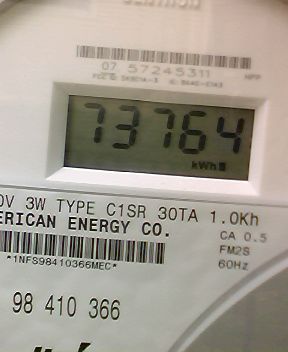 07 57245311
73764
kWh
3W TYPE C1SR 30TA 1.0Kh
ERICAN ENERGY CO.
CA 0.5
FM2S
*1NFS98410366MEC*
60Hz
98 410 366